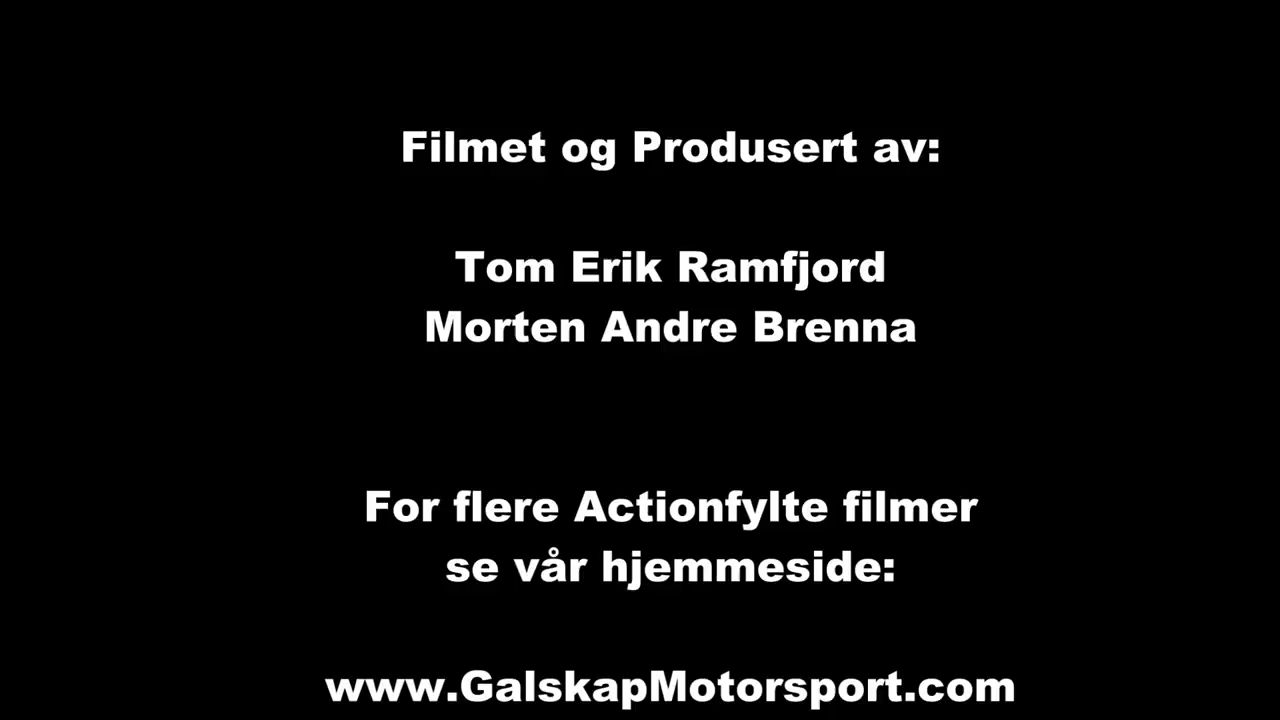 Filmet og Produsert av:
Tom Erik Ramfjord
Morten Andre Brenna
For flere Actionfylte filmer
se vår hjemmeside:
www.GalskapMotorsport.com